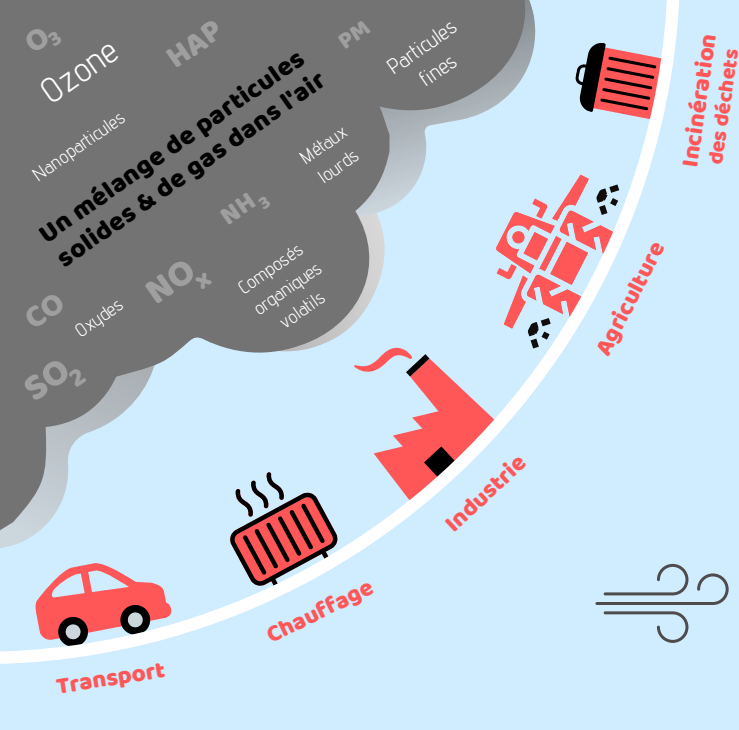 O₃
HAP
PM
Ozone
Particules
fines
Nanoparticules
Un mélange de particules
solides & de gas dans l'air
Métaux
lourds
NH₃
CO
NOₓ
Oxydes
Composés
organiques
volatils
SO₂
Incinération
des déchets
Agriculture
Industrie
Chauffage
Transport